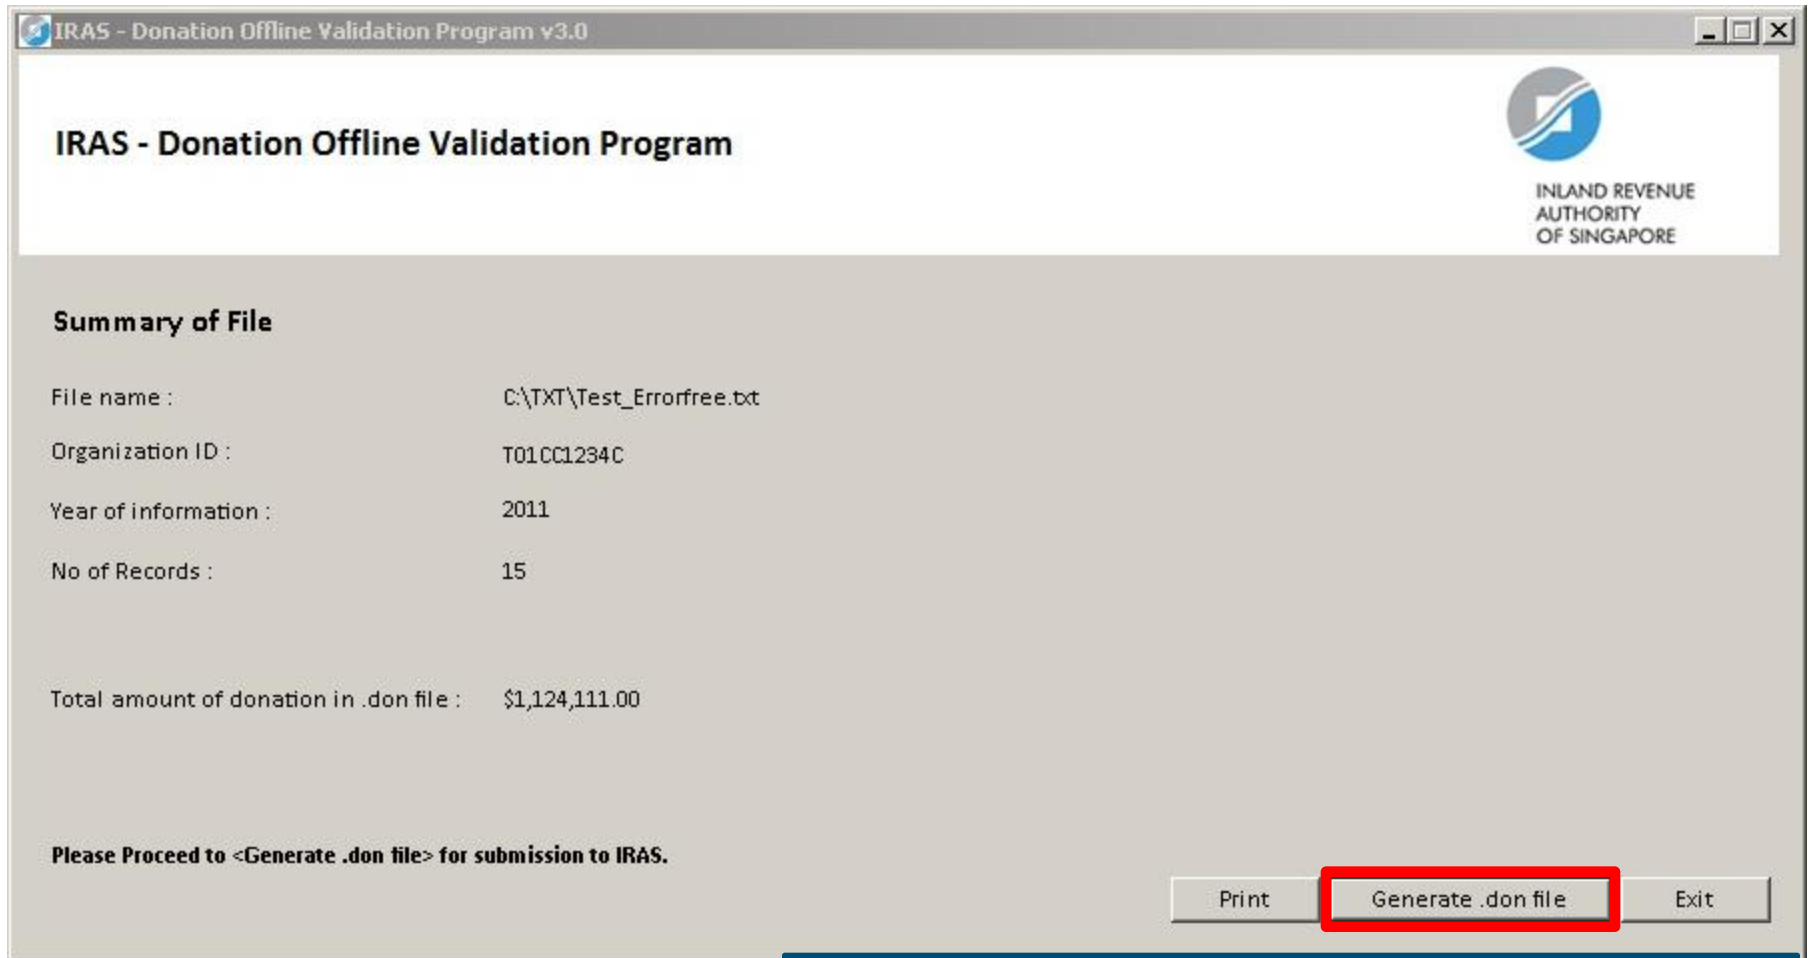 IRAS - Donation Offline Validation Program v3.0
IRAS - Donation Offline Validation Program
INLAND REVENUE
AUTHORITY
OF SINGAPORE
Summary of File
File name : C:\TXT\Test_Errorfree.txt
Organization ID : T01CC1234C
Year of information : 2011
No of Records : 15
Total amount of donation in .don file : $1,124,111.00
Please Proceed to <Generate .don file> for submission to IRAS.
Print Generate .don file Exit